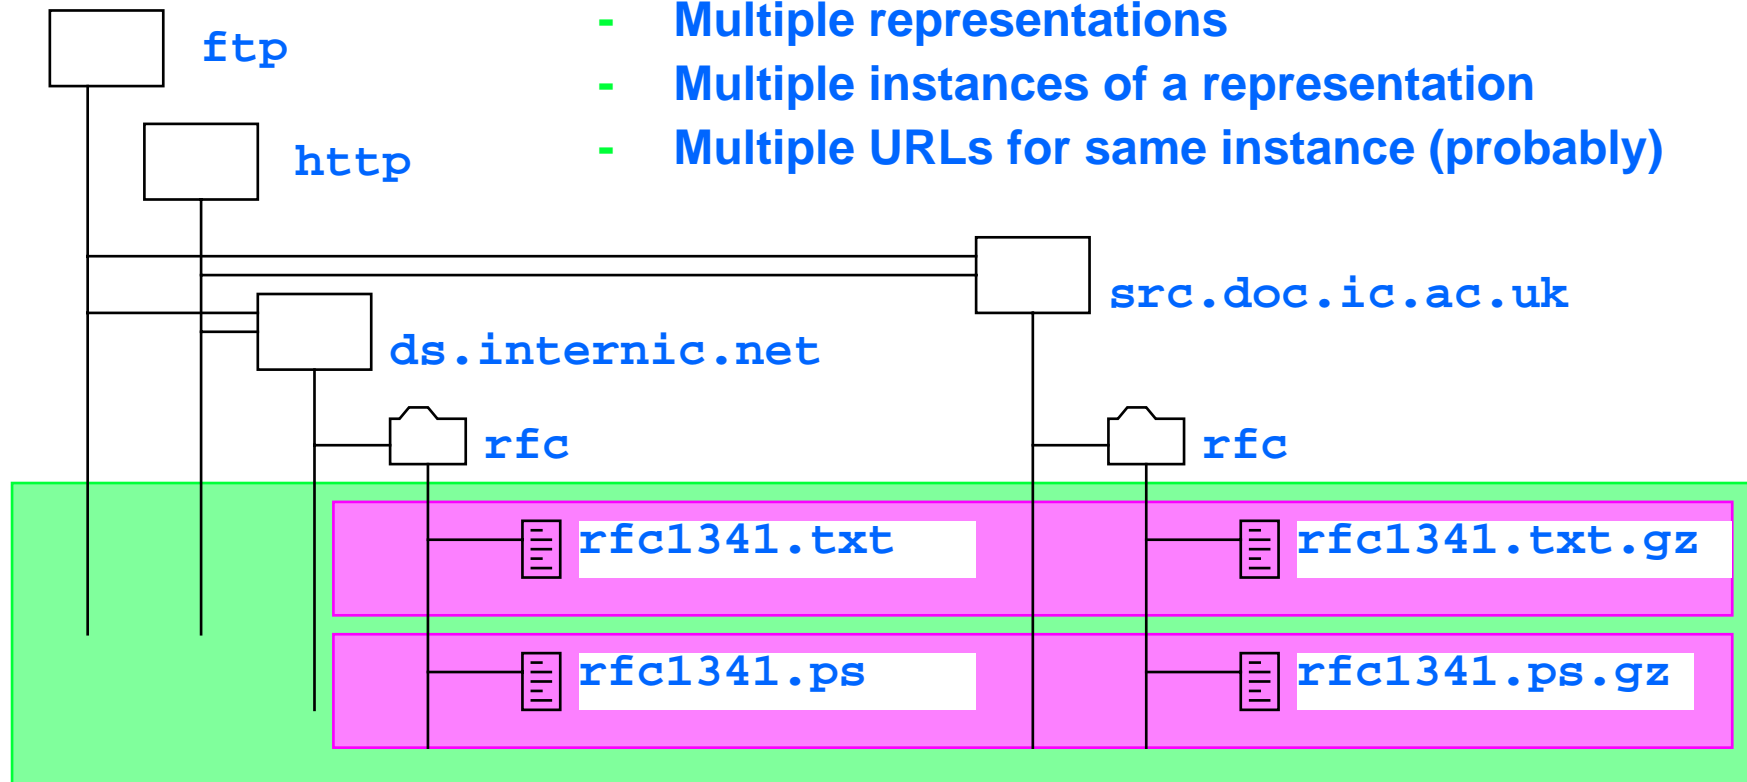 - Multiple representations
- Multiple instances of a representation
- Multiple URLs for same instance (probably)
ftp
http
src.doc.ic.ac.uk
ds.internic.net
rfc
rfc
rfc1341.txt
rfc1341.txt.gz
rfc1341.ps
rfc1341.ps.gz